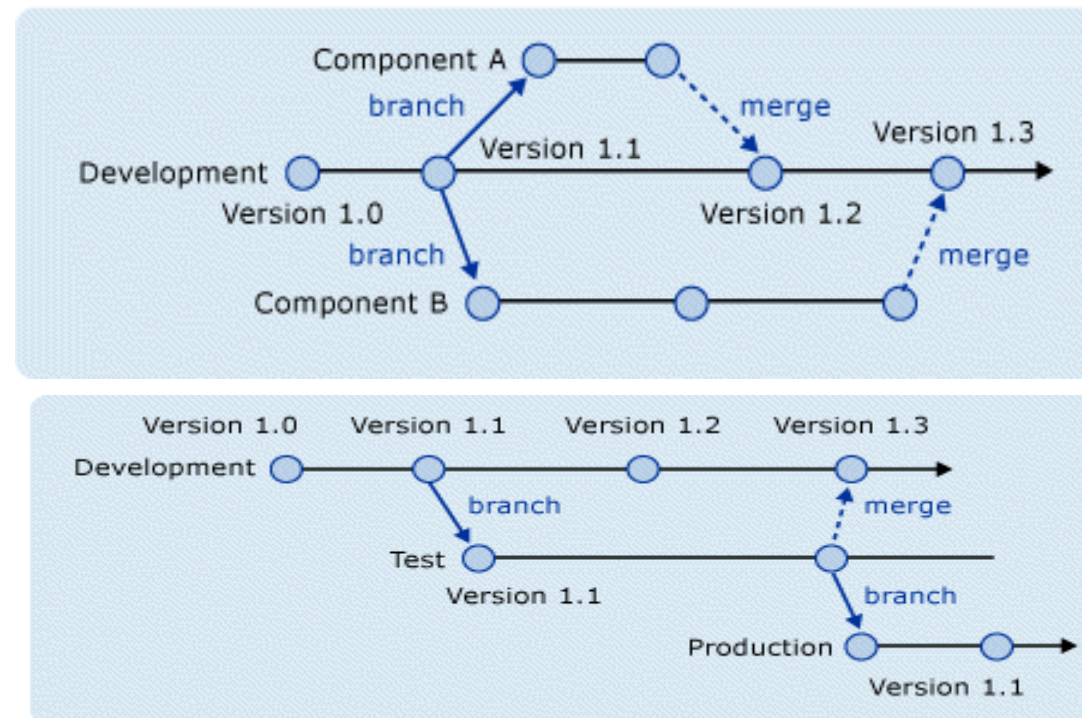 Component A
branch
merge
Version 1.1
Version 1.3
Development
Version 1.0
Version 1.2
branch
merge
Component B
Version 1.0 Version 1.1 Version 1.2 Version 1.3
Development
branch
merge
Test
Version 1.1
branch
Production
Version 1.1